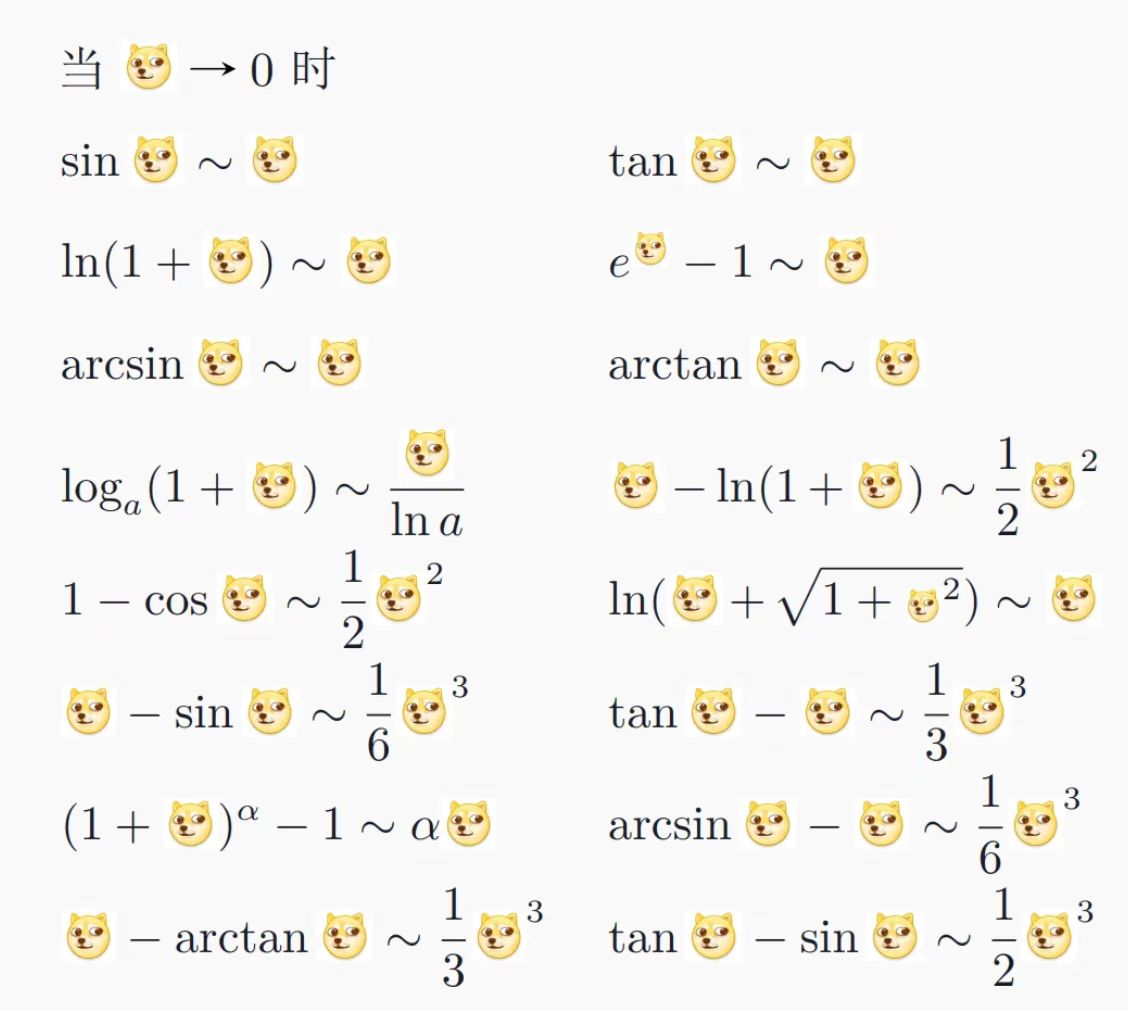 当 🐶 → 0 时
sin 🐶 ~ 🐶 tan 🐶 ~ 🐶
ln(1 + 🐶) ~ 🐶 e^🐶 − 1 ~ 🐶
arcsin 🐶 ~ 🐶 arctan 🐶 ~ 🐶
logₐ(1 + 🐶) ~ 🐶/ln a 🐶 − ln(1 + 🐶) ~ 1/2 🐶²
1 − cos 🐶 ~ 1/2 🐶² ln(🐶 + √(1 + 🐶²)) ~ 🐶
🐶 − sin 🐶 ~ 1/6 🐶³ tan 🐶 − 🐶 ~ 1/3 🐶³
(1 + 🐶)^α − 1 ~ α🐶 arcsin 🐶 − 🐶 ~ 1/6 🐶³
🐶 − arctan 🐶 ~ 1/3 🐶³ tan 🐶 − sin 🐶 ~ 1/2 🐶³